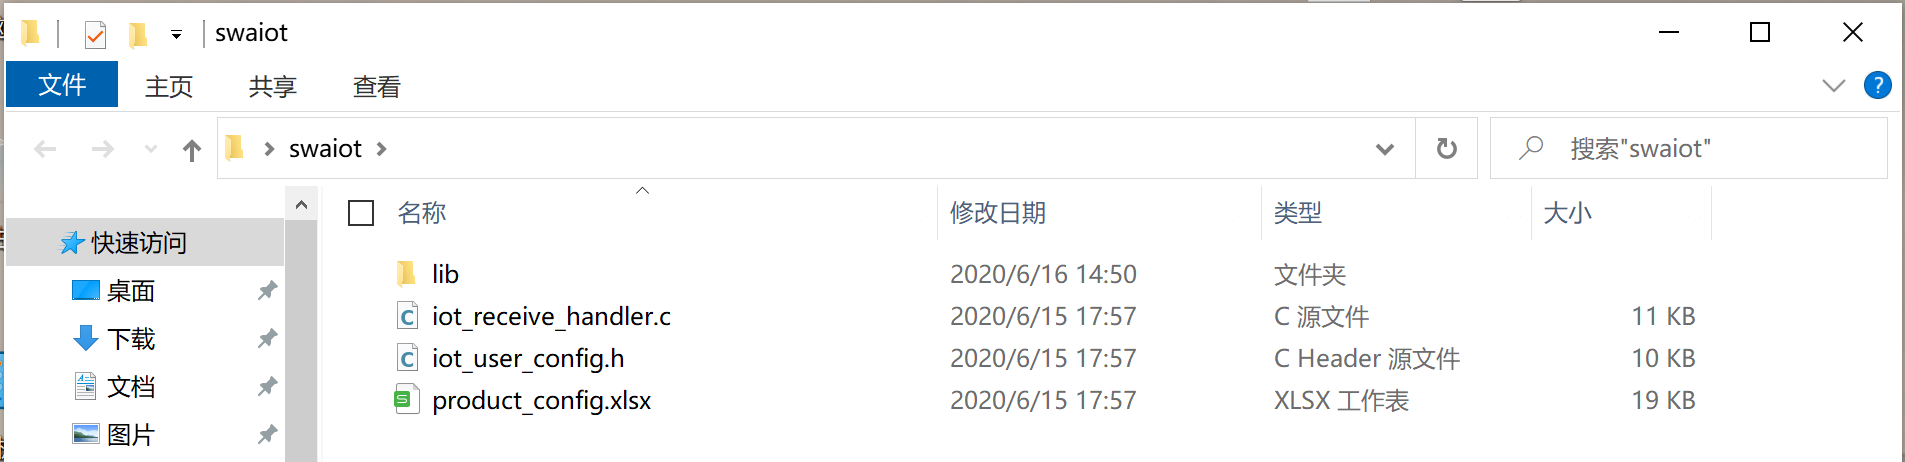 swaiot
文件 主页 共享 查看 ?
swaiot 搜索"swaiot"
名称 修改日期 类型 大小
快速访问
桌面
下载
文档
图片
lib 2020/6/16 14:50 文件夹
iot_receive_handler.c 2020/6/15 17:57 C 源文件 11 KB
iot_user_config.h 2020/6/15 17:57 C Header 源文件 10 KB
product_config.xlsx 2020/6/15 17:57 XLSX 工作表 19 KB